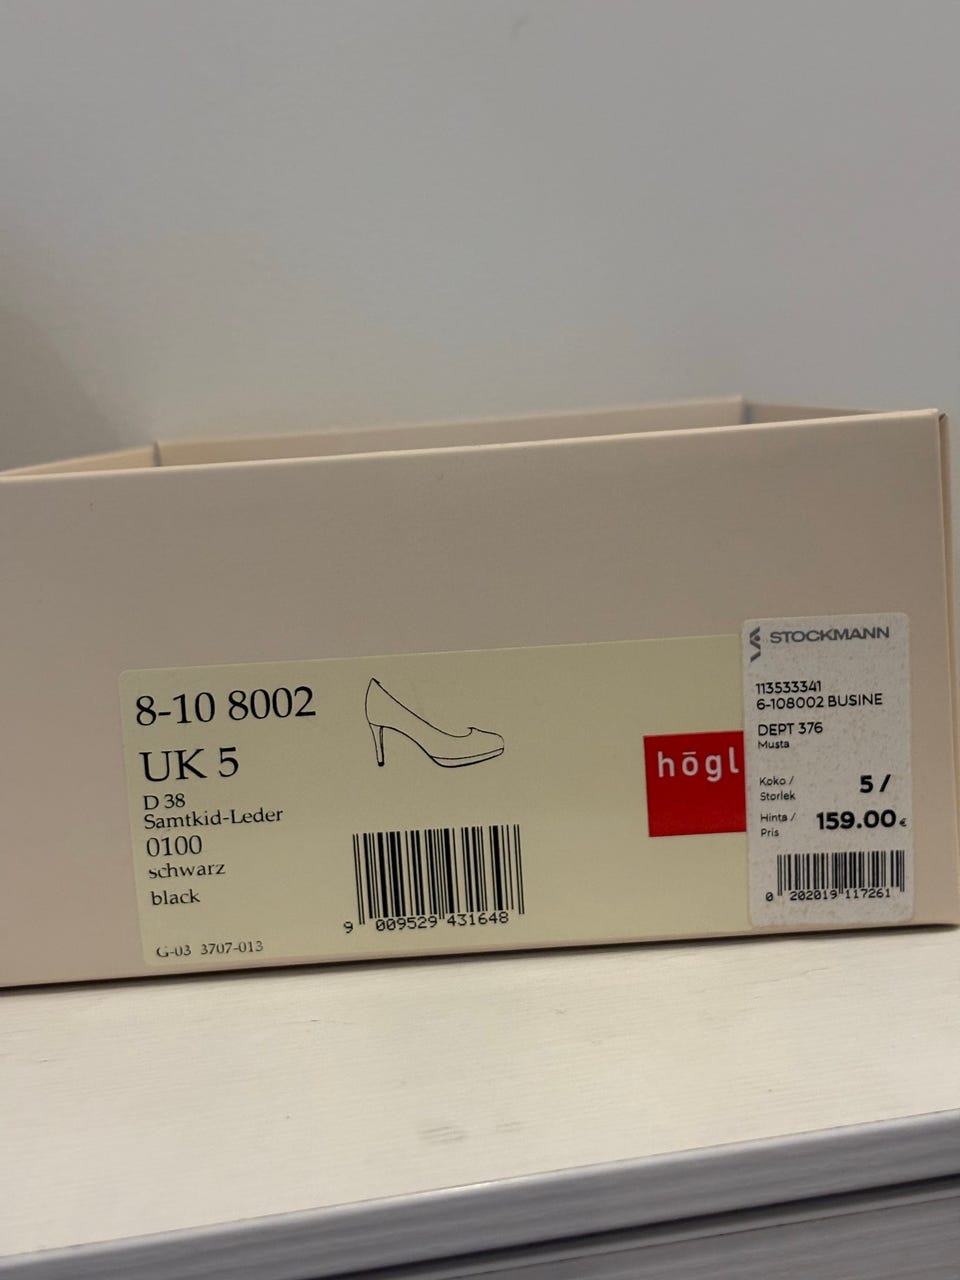 8-10 8002
UK 5
D 38
Samtkid-Leder
0100
schwarz
black
G-03 3707-013
9 009529 431648
högl
STOCKMANN
113533341
6-108002 BUSINE
DEPT 376
Musta
Koko /
Storlek
5 /
Hinta /
Pris
159.00 €
0 202019 117261